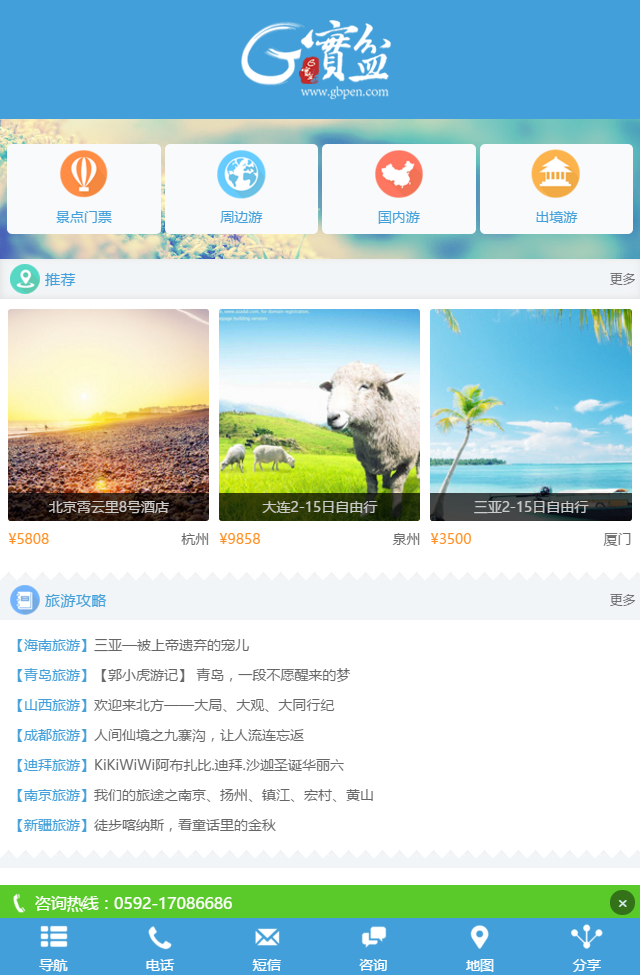 G寳盆
www.gbpen.com
景点门票 周边游 国内游 出境游
推荐 更多
北京霄云里8号酒店 大连2-15日自由行 三亚2-15日自由行
¥5808 杭州 ¥9858 泉州 ¥3500 厦门
旅游攻略 更多
【海南旅游】三亚—被上帝遗弃的宠儿
【青岛旅游】【郭小虎游记】 青岛，一段不愿醒来的梦
【山西旅游】欢迎来北方——大局、大观、大同行纪
【成都旅游】人间仙境之九寨沟，让人流连忘返
【迪拜旅游】KiKiWiWi阿布扎比.迪拜.沙迦圣诞华丽六
【南京旅游】我们的旅途之南京、扬州、镇江、宏村、黄山
【新疆旅游】徒步喀纳斯，看童话里的金秋
咨询热线：0592-17086686 ×
导航 电话 短信 咨询 地图 分享